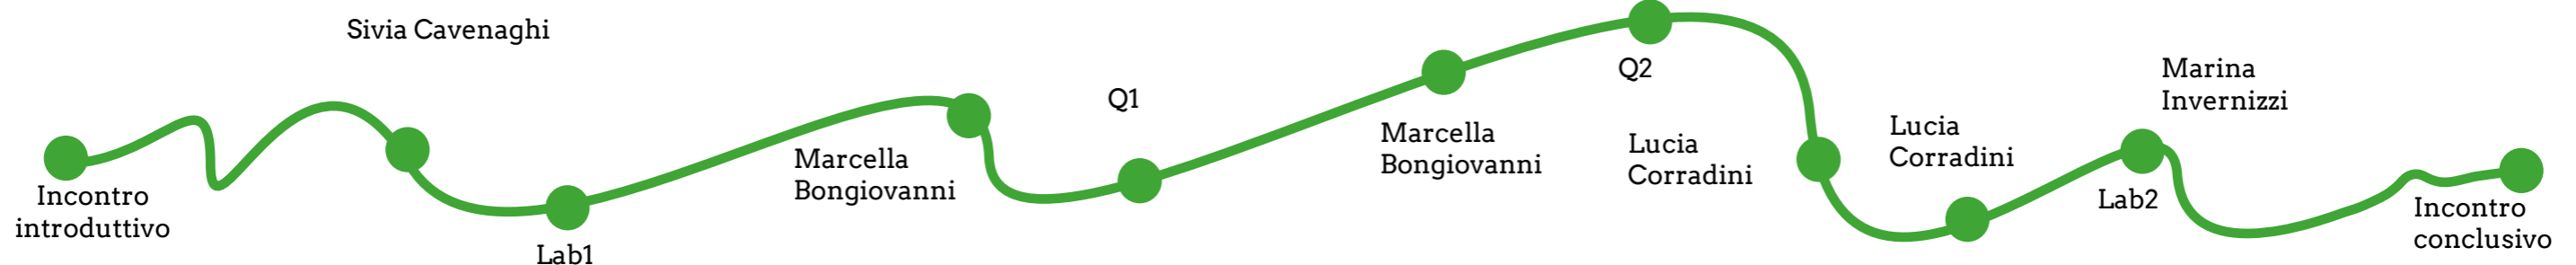 Incontro
introduttivo
Sivia Cavenaghi
Lab1
Marcella
Bongiovanni
Q1
Marcella
Bongiovanni
Q2
Lucia
Corradini
Lucia
Corradini
Lab2
Marina
Invernizzi
Incontro
conclusivo